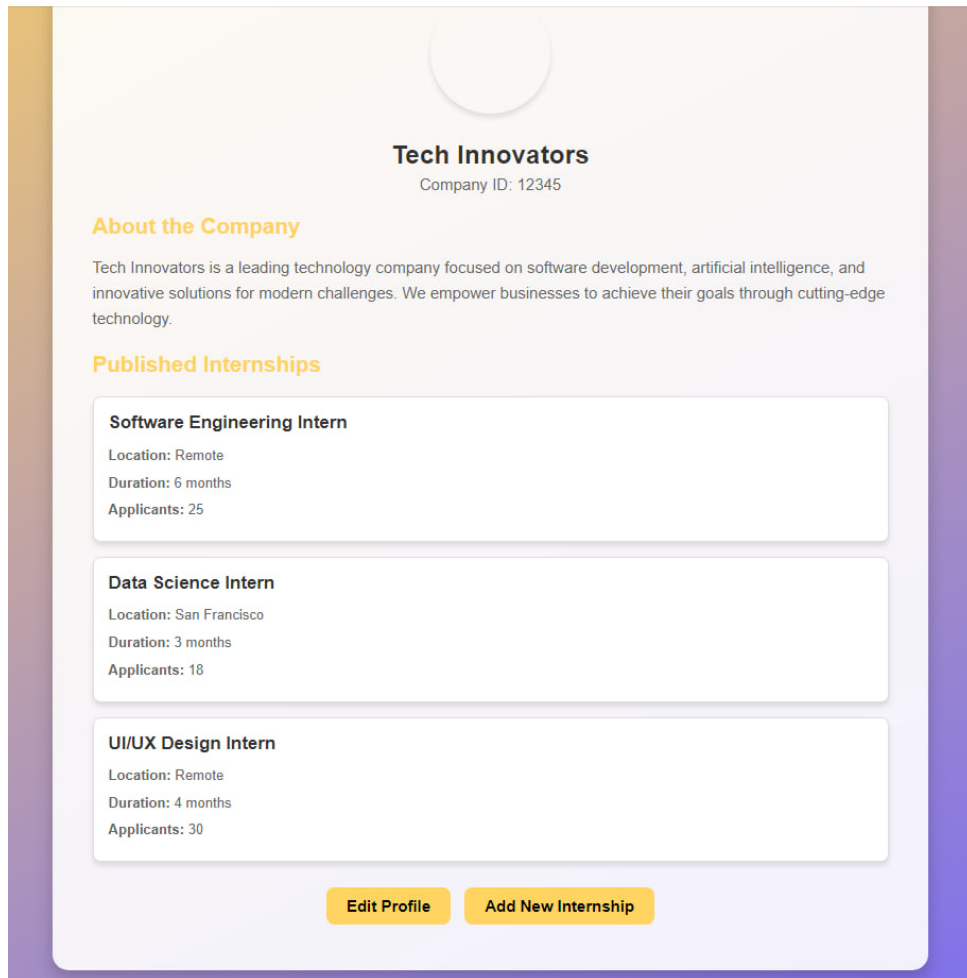 Tech Innovators
Company ID: 12345
About the Company
Tech Innovators is a leading technology company focused on software development, artificial intelligence, and
innovative solutions for modern challenges. We empower businesses to achieve their goals through cutting-edge
technology.
Published Internships
Software Engineering Intern
Location: Remote
Duration: 6 months
Applicants: 25
Data Science Intern
Location: San Francisco
Duration: 3 months
Applicants: 18
UI/UX Design Intern
Location: Remote
Duration: 4 months
Applicants: 30
Edit Profile
Add New Internship